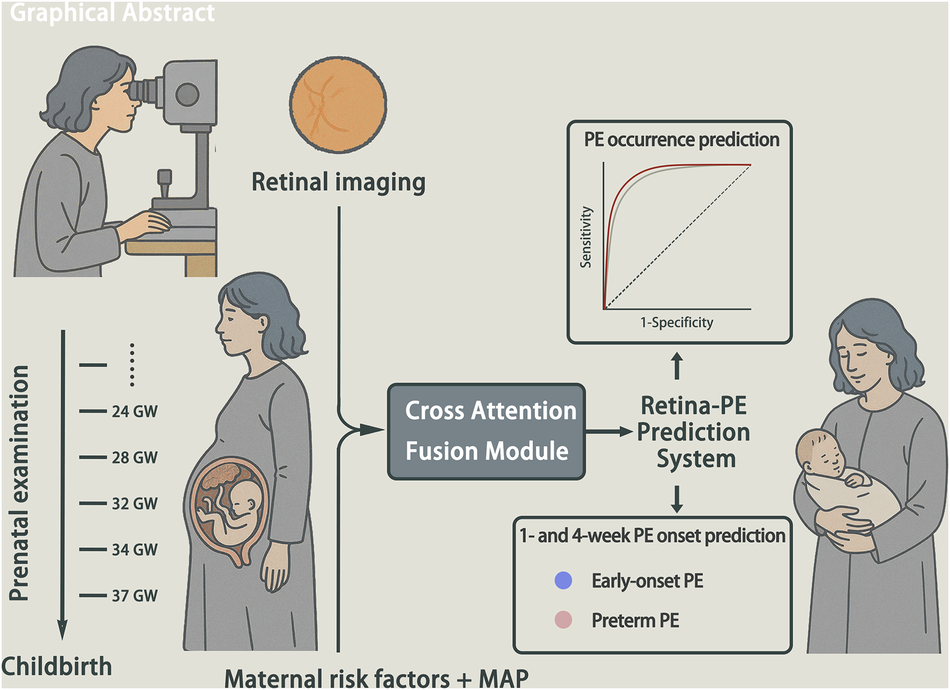 Graphical Abstract
Retinal imaging
PE occurrence prediction
Sensitivity
1-Specificity
Prenatal examination
24 GW
28 GW
32 GW
34 GW
37 GW
Childbirth
Cross Attention
Fusion Module
Retina-PE
Prediction
System
1- and 4-week PE onset prediction
Early-onset PE
Preterm PE
Maternal risk factors + MAP